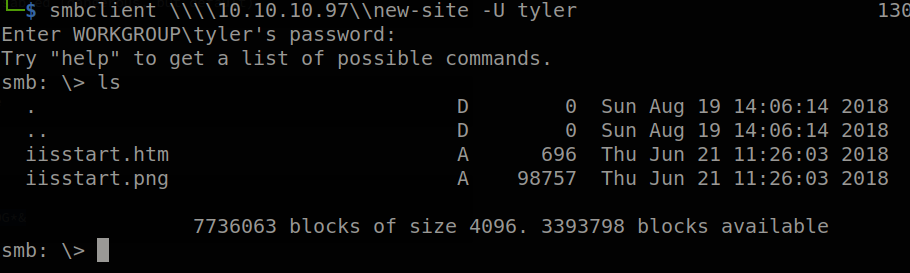 └─$ smbclient \\\\10.10.10.97\\new-site -U tyler 130
Enter WORKGROUP\tyler's password:
Try "help" to get a list of possible commands.
smb: \> ls
. D 0 Sun Aug 19 14:06:14 2018
.. D 0 Sun Aug 19 14:06:14 2018
iisstart.htm A 696 Thu Jun 21 11:26:03 2018
iisstart.png A 98757 Thu Jun 21 11:26:03 2018
7736063 blocks of size 4096. 3393798 blocks available
smb: \>